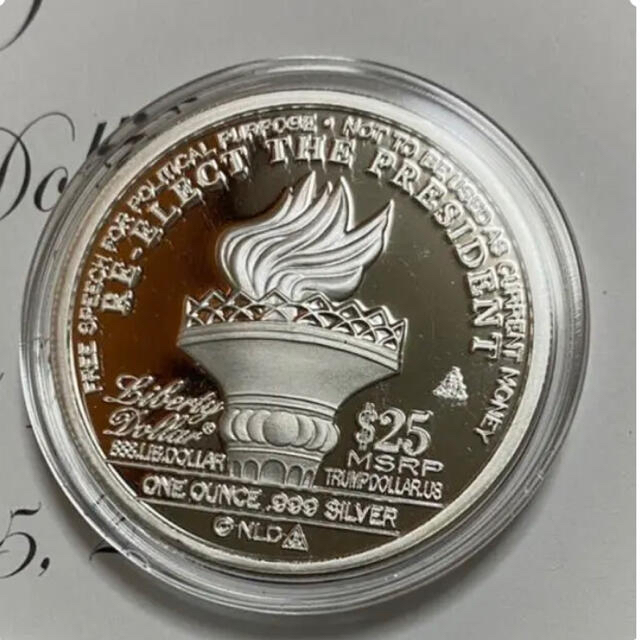 FREE SPEECH FOR POLITICAL PURPOSE • NOT TO BE USED AS CURRENT MONEY
RE-ELECT THE PRESIDENT
Liberty
Dollar®
$25
MSRP
888.LIB.DOLLAR
TRUMPDOLLAR.US
ONE OUNCE .999 SILVER
© NLD
5,